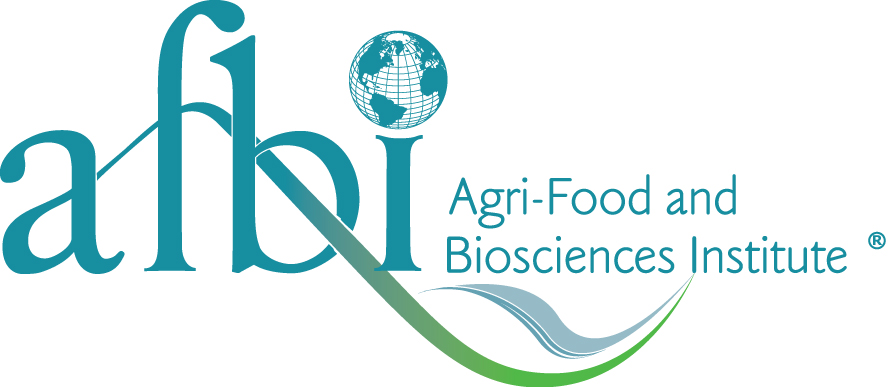 afbi
Agri-Food and
Biosciences Institute ®